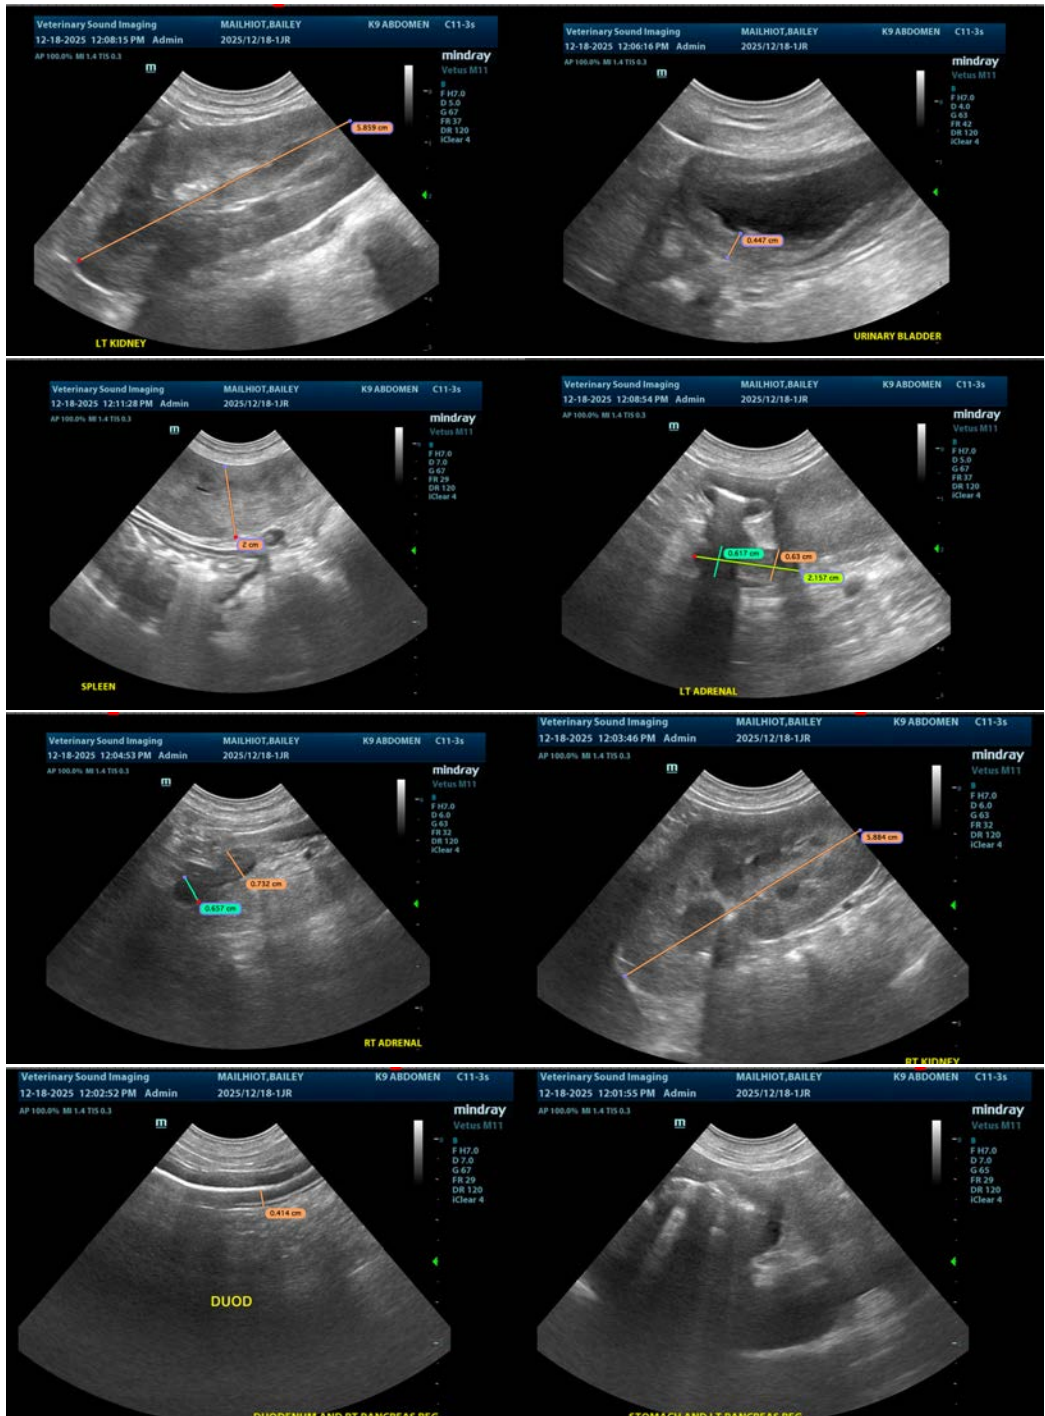 Veterinary Sound Imaging MAILHIOT,BAILEY K9 ABDOMEN C11-3s
12-18-2025 12:08:15 PM Admin 2025/12/18-1JR
AP 100.0% MI 1.4 TIS 0.3
mindray
Vetus M11
m
B
F H7.0
D 5.0
G 67
FR 37
DR 120
iClear 4
5.859 cm
LT KIDNEY
Veterinary Sound Imaging MAILHIOT,BAILEY K9 ABDOMEN C11-3s
12-18-2025 12:06:16 PM Admin 2025/12/18-1JR
AP 100.0% MI 1.4 TIS 0.3
mindray
Vetus M11
m
B
F H7.0
D 4.0
G 63
FR 42
DR 120
iClear 4
0.447 cm
URINARY BLADDER
Veterinary Sound Imaging MAILHIOT,BAILEY K9 ABDOMEN C11-3s
12-18-2025 12:11:28 PM Admin 2025/12/18-1JR
AP 100.0% MI 1.4 TIS 0.3
mindray
Vetus M11
m
B
F H7.0
D 7.0
G 67
FR 29
DR 120
iClear 4
2 cm
SPLEEN
Veterinary Sound Imaging MAILHIOT,BAILEY K9 ABDOMEN C11-3s
12-18-2025 12:08:54 PM Admin 2025/12/18-1JR
AP 100.0% MI 1.4 TIS 0.3
mindray
Vetus M11
m
B
F H7.0
D 5.0
G 67
FR 37
DR 120
iClear 4
0.617 cm
0.63 cm
2.157 cm
LT ADRENAL
Veterinary Sound Imaging MAILHIOT,BAILEY K9 ABDOMEN C11-3s
12-18-2025 12:04:53 PM Admin 2025/12/18-1JR
AP 100.0% MI 1.4 TIS 0.3
mindray
Vetus M11
m
B
F H7.0
D 6.0
G 63
FR 32
DR 120
iClear 4
0.732 cm
0.657 cm
RT ADRENAL
Veterinary Sound Imaging MAILHIOT,BAILEY K9 ABDOMEN C11-3s
12-18-2025 12:03:46 PM Admin 2025/12/18-1JR
AP 100.0% MI 1.4 TIS 0.3
mindray
Vetus M11
m
B
F H7.0
D 6.0
G 63
FR 32
DR 120
iClear 4
5.884 cm
RT KIDNEY
Veterinary Sound Imaging MAILHIOT,BAILEY K9 ABDOMEN C11-3s
12-18-2025 12:02:52 PM Admin 2025/12/18-1JR
AP 100.0% MI 1.4 TIS 0.3
mindray
Vetus M11
m
B
F H7.0
D 7.0
G 67
FR 29
DR 120
iClear 4
0.414 cm
DUOD
DUODENUM AND RT PANCREAS REG
Veterinary Sound Imaging MAILHIOT,BAILEY K9 ABDOMEN C11-3s
12-18-2025 12:01:55 PM Admin 2025/12/18-1JR
AP 100.0% MI 1.4 TIS 0.3
mindray
Vetus M11
m
B
F H7.0
D 7.0
G 65
FR 29
DR 120
iClear 4
STOMACH AND LT PANCREAS REG